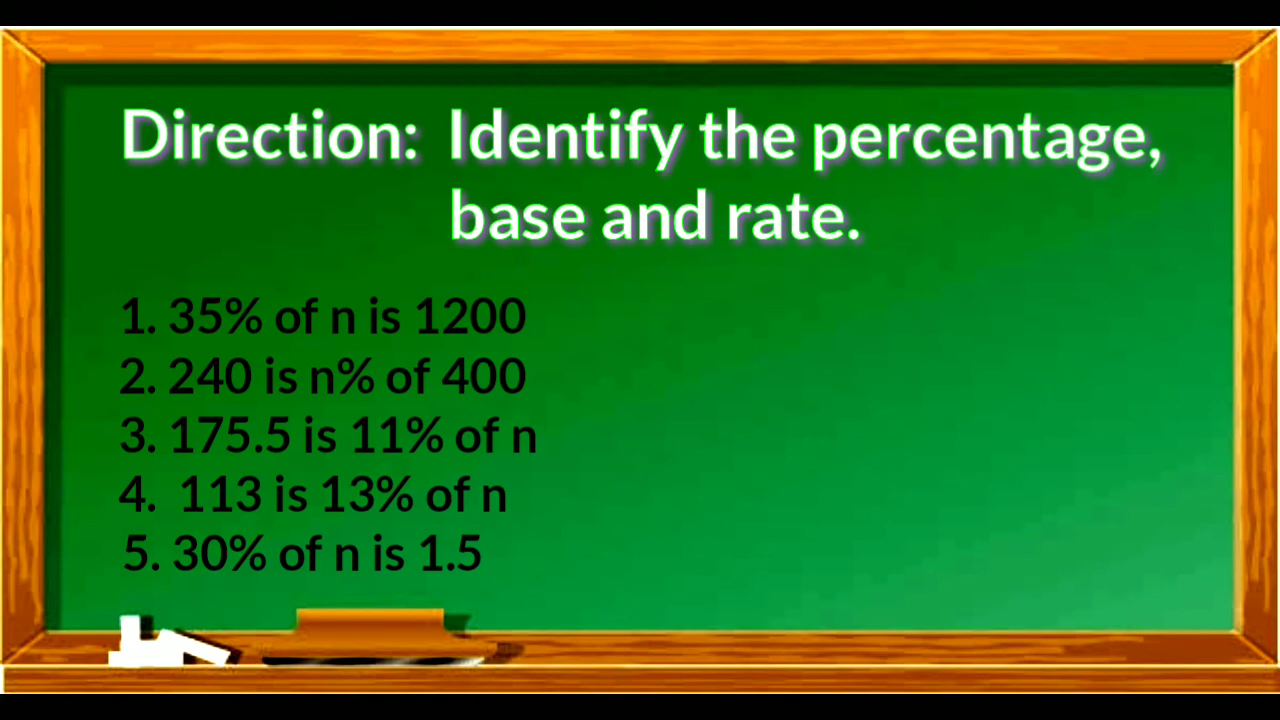 Direction: Identify the percentage,
base and rate.
1. 35% of n is 1200
2. 240 is n% of 400
3. 175.5 is 11% of n
4. 113 is 13% of n
5. 30% of n is 1.5